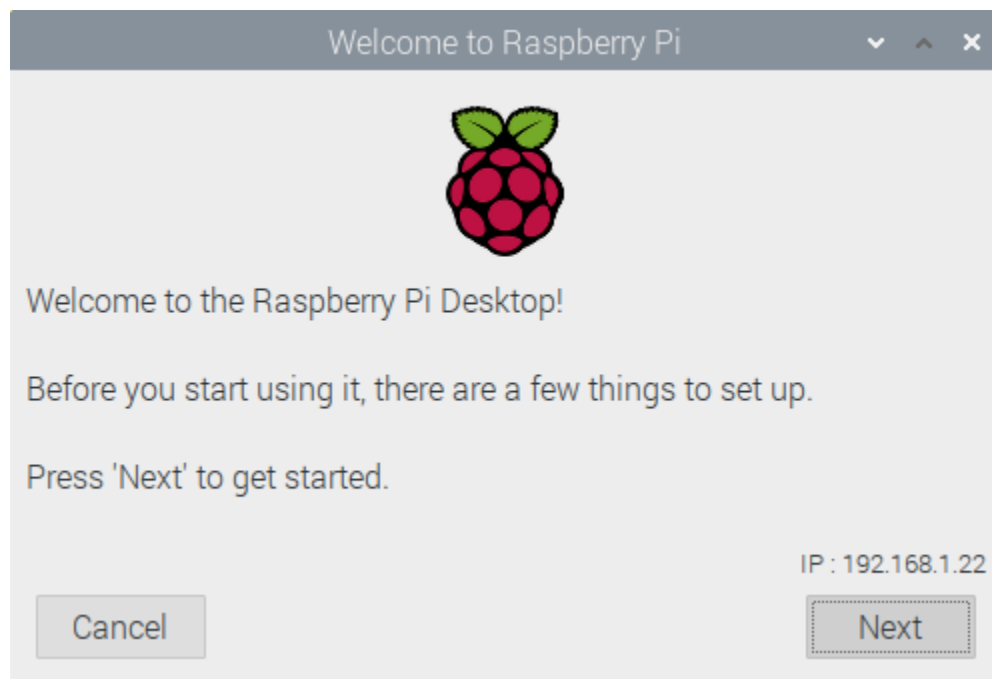 Welcome to Raspberry Pi
Welcome to the Raspberry Pi Desktop!
Before you start using it, there are a few things to set up.
Press 'Next' to get started.
IP : 192.168.1.22
Cancel
Next